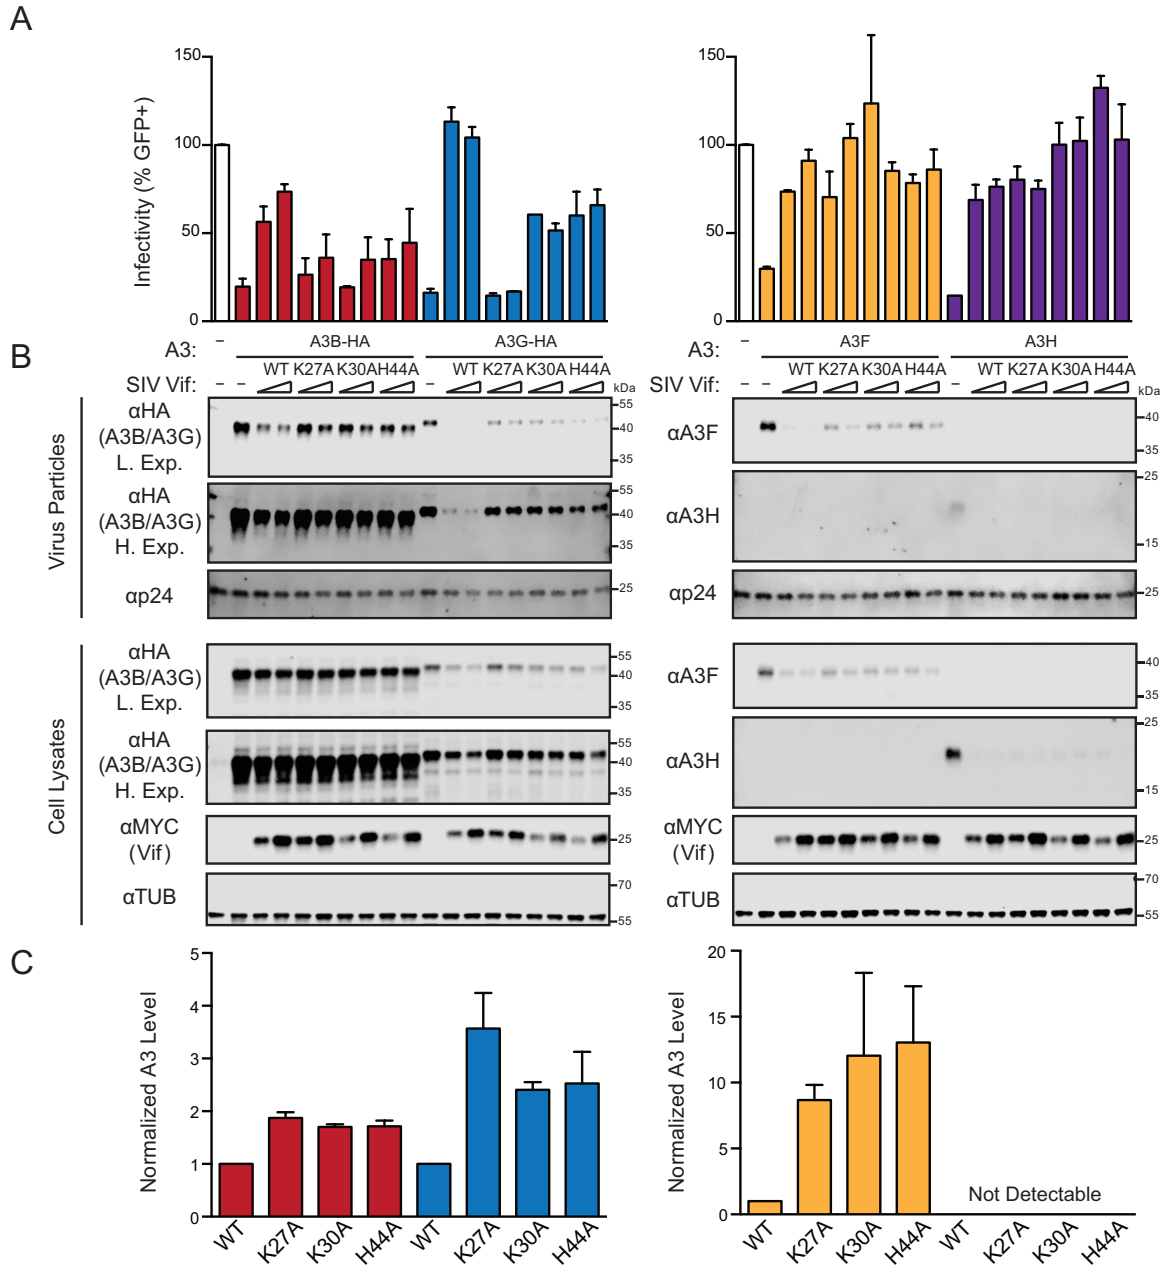 A
150
100
50
0
Infectivity (% GFP+)
150
100
50
0
B
A3:
–
A3B-HA
A3G-HA
SIV Vif:
–
–
WT
K27A
K30A
H44A
–
WT
K27A
K30A
H44A
kDa
A3:
–
A3F
A3H
SIV Vif:
–
–
WT
K27A
K30A
H44A
–
WT
K27A
K30A
H44A
kDa
Virus Particles
αHA
(A3B/A3G)
L. Exp.
55
40
35
αHA
(A3B/A3G)
H. Exp.
55
40
35
αp24
25
αA3F
40
35
αA3H
25
15
αp24
25
Cell Lysates
αHA
(A3B/A3G)
L. Exp.
55
40
35
αHA
(A3B/A3G)
H. Exp.
55
40
35
αMYC
(Vif)
25
αTUB
70
55
αA3F
40
35
αA3H
25
15
αMYC
(Vif)
25
αTUB
70
55
C
Normalized A3 Level
5
4
3
2
1
0
WT
K27A
K30A
H44A
WT
K27A
K30A
H44A
Normalized A3 Level
20
15
10
5
0
Not Detectable
WT
K27A
K30A
H44A
WT
K27A
K30A
H44A